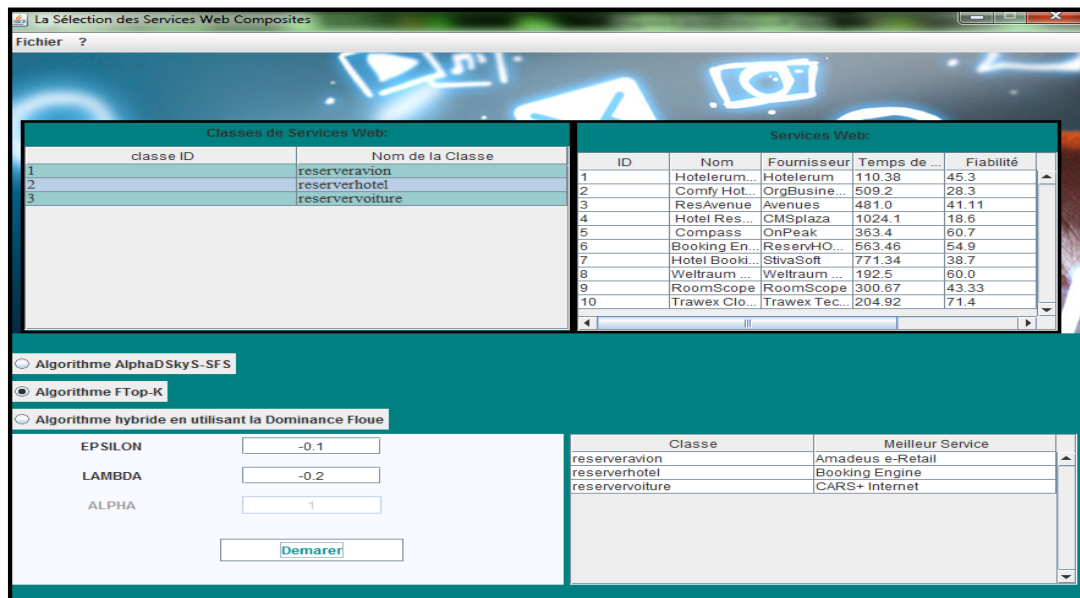 La Sélection des Services Web Composites
Fichier ?
Classes de Services Web:
classe ID Nom de la Classe
1 reserveravion
2 reserverhotel
3 reservervoiture
Services Web:
ID Nom Fournisseur Temps de ... Fiabilité
1 Hotelerum... Hotelerum 110.38 45.3
2 Comfy Hot... OrgBusine... 509.2 28.3
3 ResAvenue Avenues 481.0 41.11
4 Hotel Res... CMSplaza 1024.1 18.6
5 Compass OnPeak 363.4 60.7
6 Booking En... ReservHO... 563.46 54.9
7 Hotel Booki... StivaSoft 771.34 38.7
8 Weltraum ... Weltraum ... 192.5 60.0
9 RoomScope RoomScope 300.67 43.33
10 Trawex Clo... Trawex Tec... 204.92 71.4
Algorithme AlphaDSkyS-SFS
Algorithme FTop-K
Algorithme hybride en utilisant la Dominance Floue
EPSILON -0.1
LAMBDA -0.2
ALPHA 1
Demarer
Classe Meilleur Service
reserveravion Amadeus e-Retail
reserverhotel Booking Engine
reservervoiture CARS+ Internet